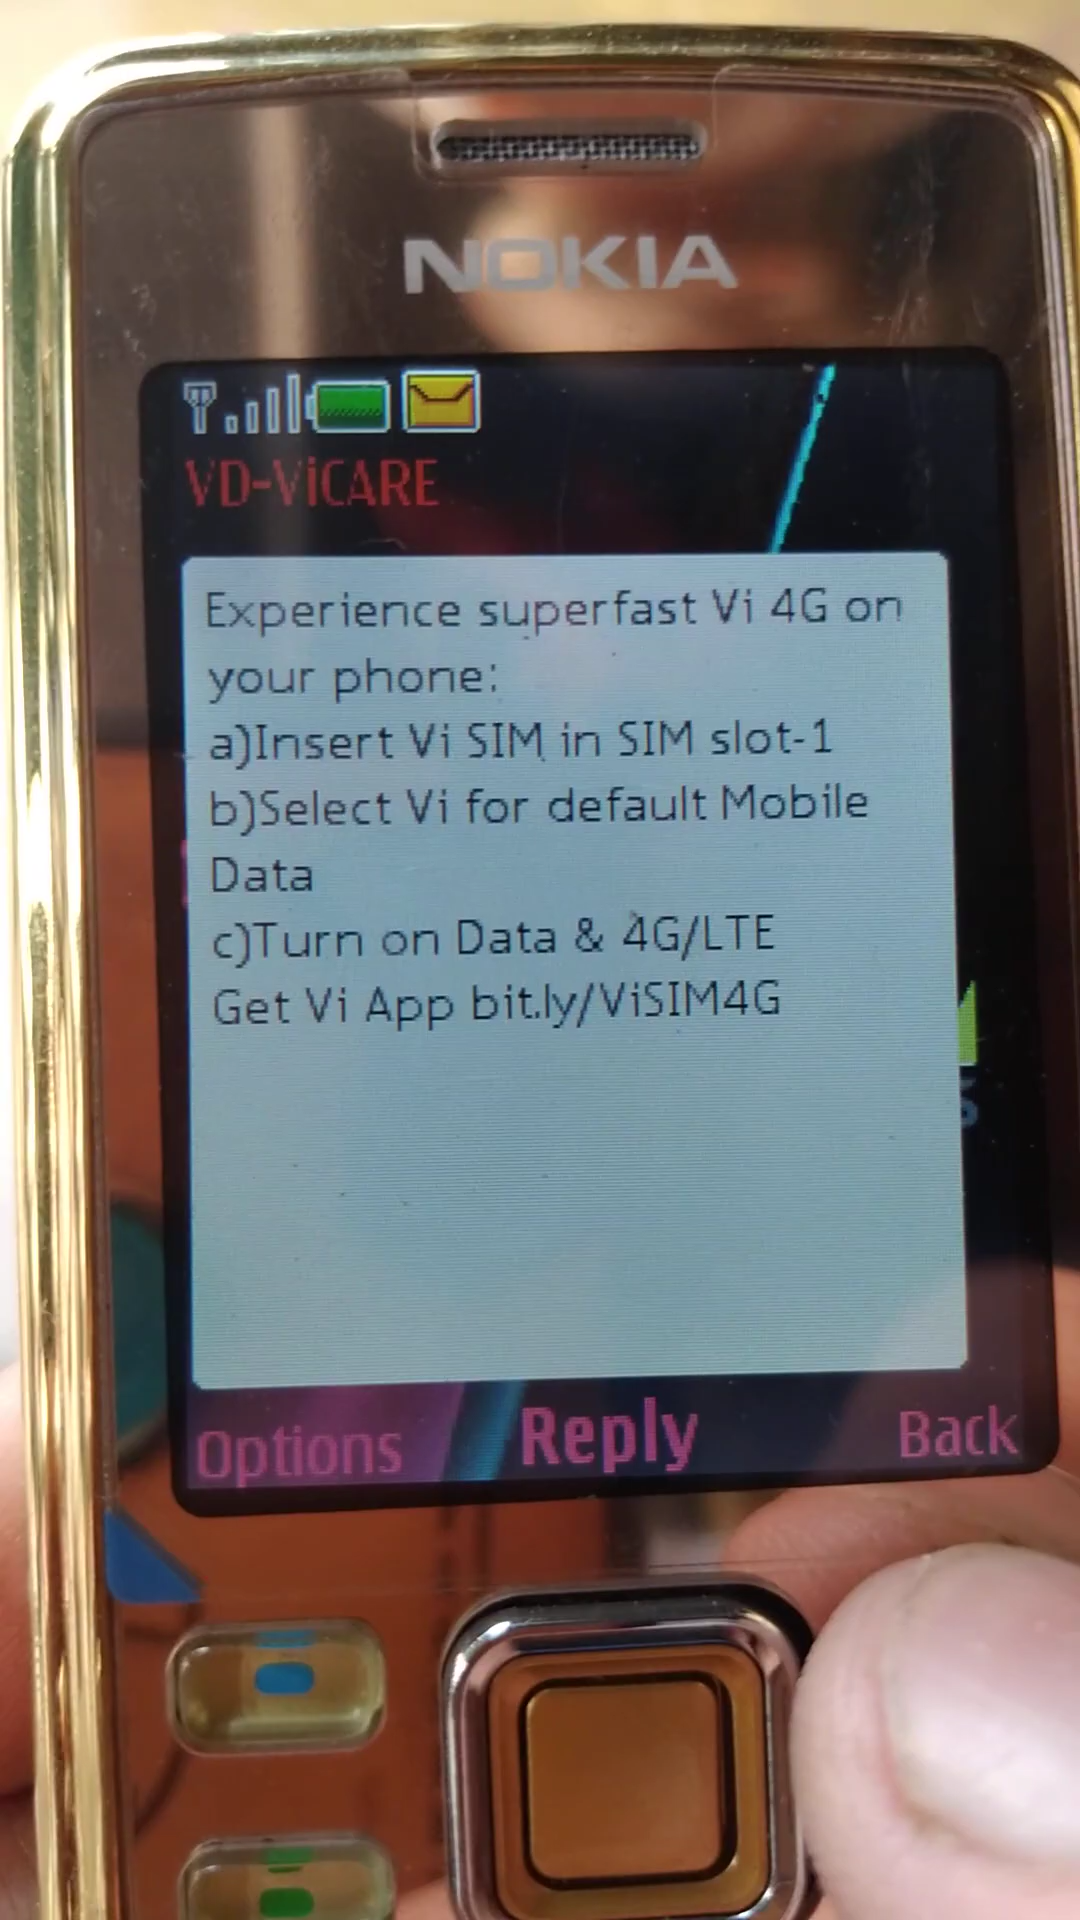 NOKIA
VD-ViCARE
Experience superfast Vi 4G on
your phone:
a)Insert Vi SIM in SIM slot-1
b)Select Vi for default Mobile
Data
c)Turn on Data & 4G/LTE
Get Vi App bit.ly/ViSIM4G
Options Reply Back